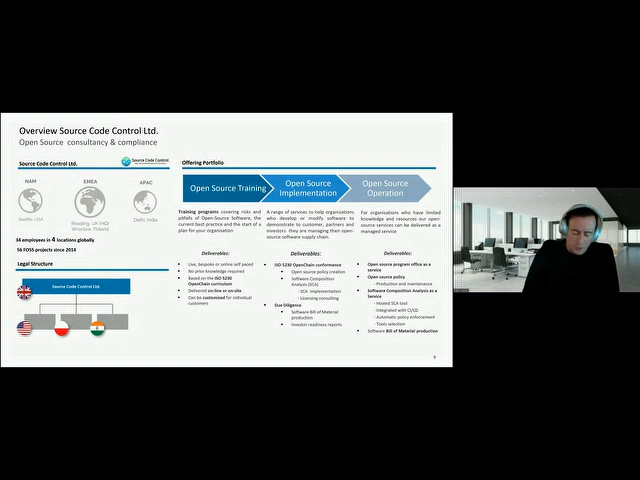 Overview Source Code Control Ltd.
Open Source consultancy & compliance
Source Code Control Ltd.
Source Code Control
NAM
EMEA
APAC
Seattle, USA
Reading, UK (HQ)
Wroclaw, Poland
Delhi, India
34 employees in 4 locations globally
56 FOSS projects since 2014
Legal Structure
Source Code Control Ltd.
Offering Portfolio
Open Source Training
Open Source
Implementation
Open Source
Operation
Training programs covering risks and
pitfalls of Open-Source Software, the
current best practice and the start of a
plan for your organisation
Deliverables:
• Live, bespoke or online self paced
• No prior knowledge required
• Based on the ISO 5230
OpenChain curriculum
• Delivered on-line or on-site
• Can be customised for individual
customers
A range of services to help organisations
who develop or modify software to
demonstrate to customer, partners and
investors they are managing their open-
source software supply chain.
Deliverables:
• ISO 5230 OpenChain conformance
• Open source policy creation
• Software Composition
Analysis (SCA)
- SCA implementation
- Licensing consulting
• Due Diligence
• Software Bill of Material
production
• Investor readiness reports
For organisations who have limited
knowledge and resources our open-
source services can be delivered as a
managed service
Deliverables:
• Open source program office as a
service
• Open source policy
- Production and maintenance
• Software Composition Analysis as a
Service
- Hosted SCA tool
- Integrated with CI/CD
- Automatic policy enforcement
- Tools selection
• Software Bill of Material production